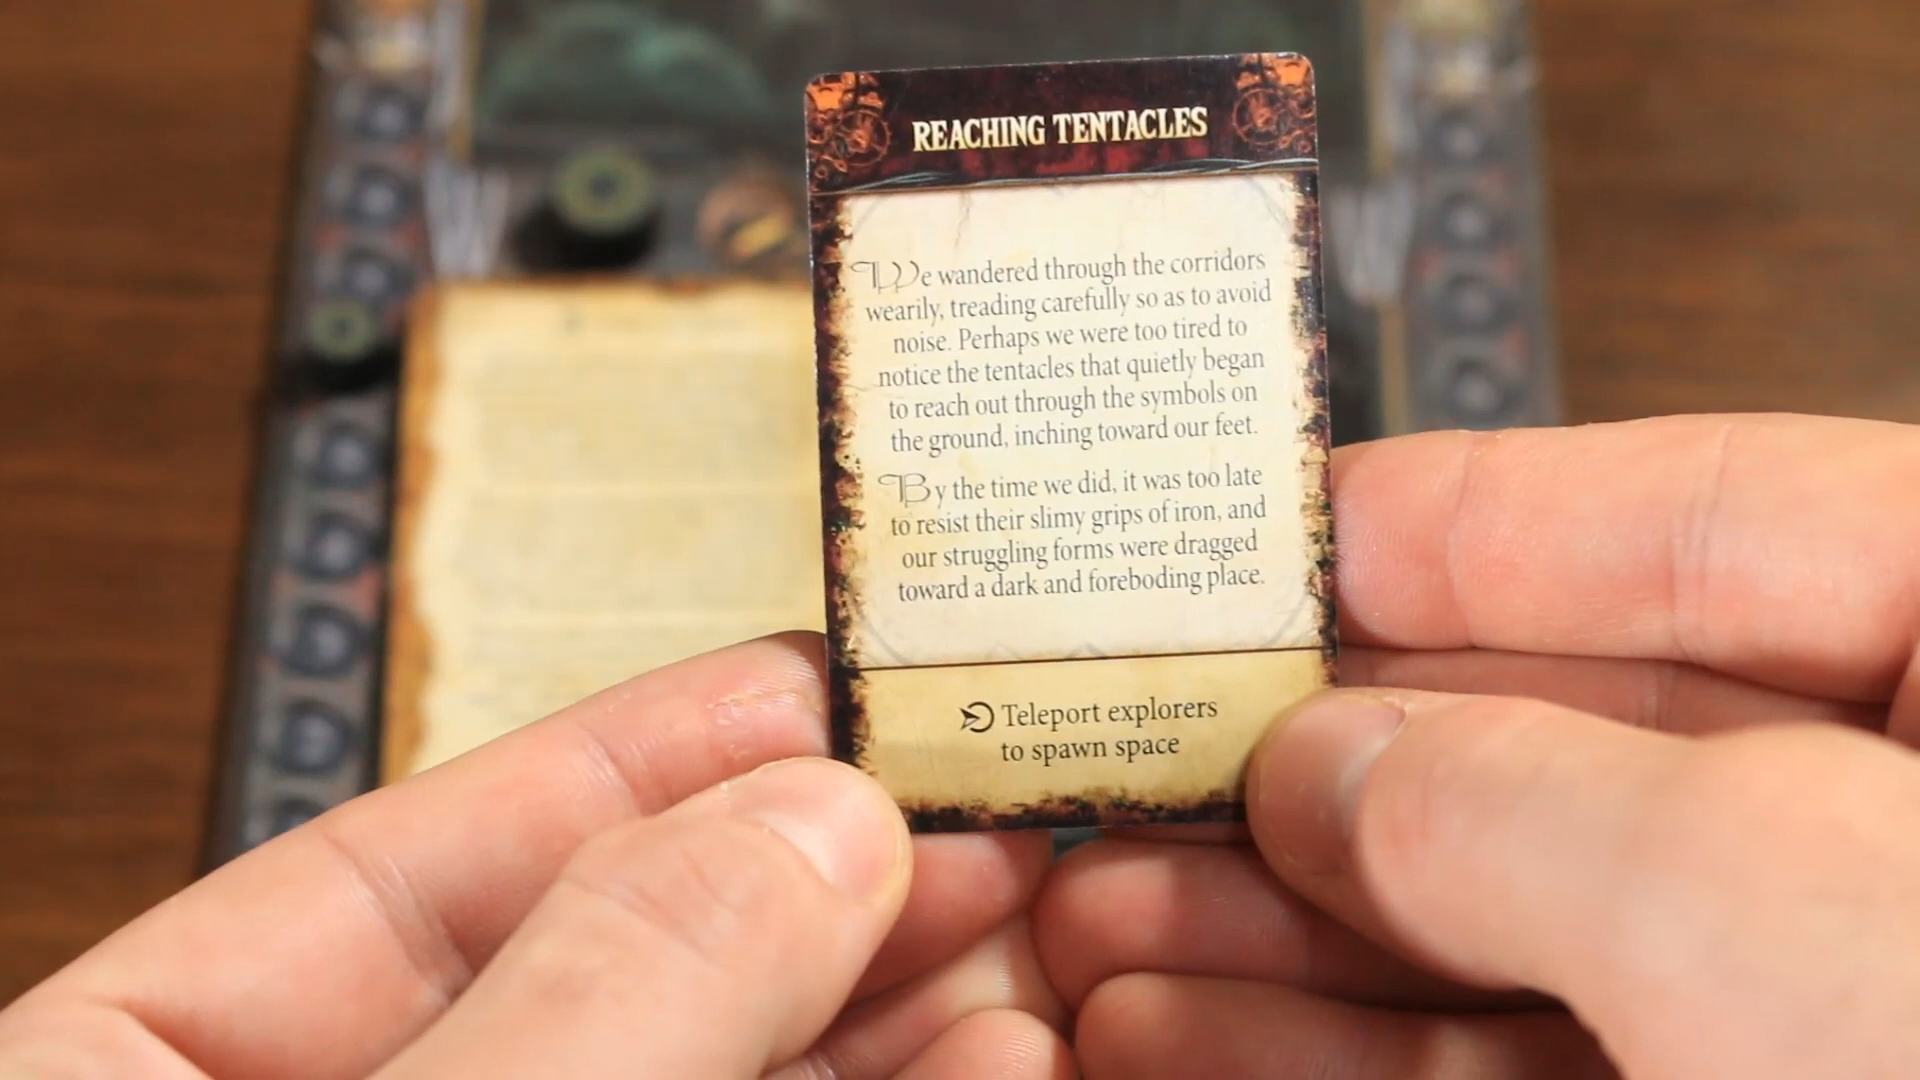 REACHING TENTACLES
We wandered through the corridors
wearily, treading carefully so as to avoid
noise. Perhaps we were too tired to
notice the tentacles that quietly began
to reach out through the symbols on
the ground, inching toward our feet.
By the time we did, it was too late
to resist their slimy grips of iron, and
our struggling forms were dragged
toward a dark and foreboding place.
Teleport explorers
to spawn space